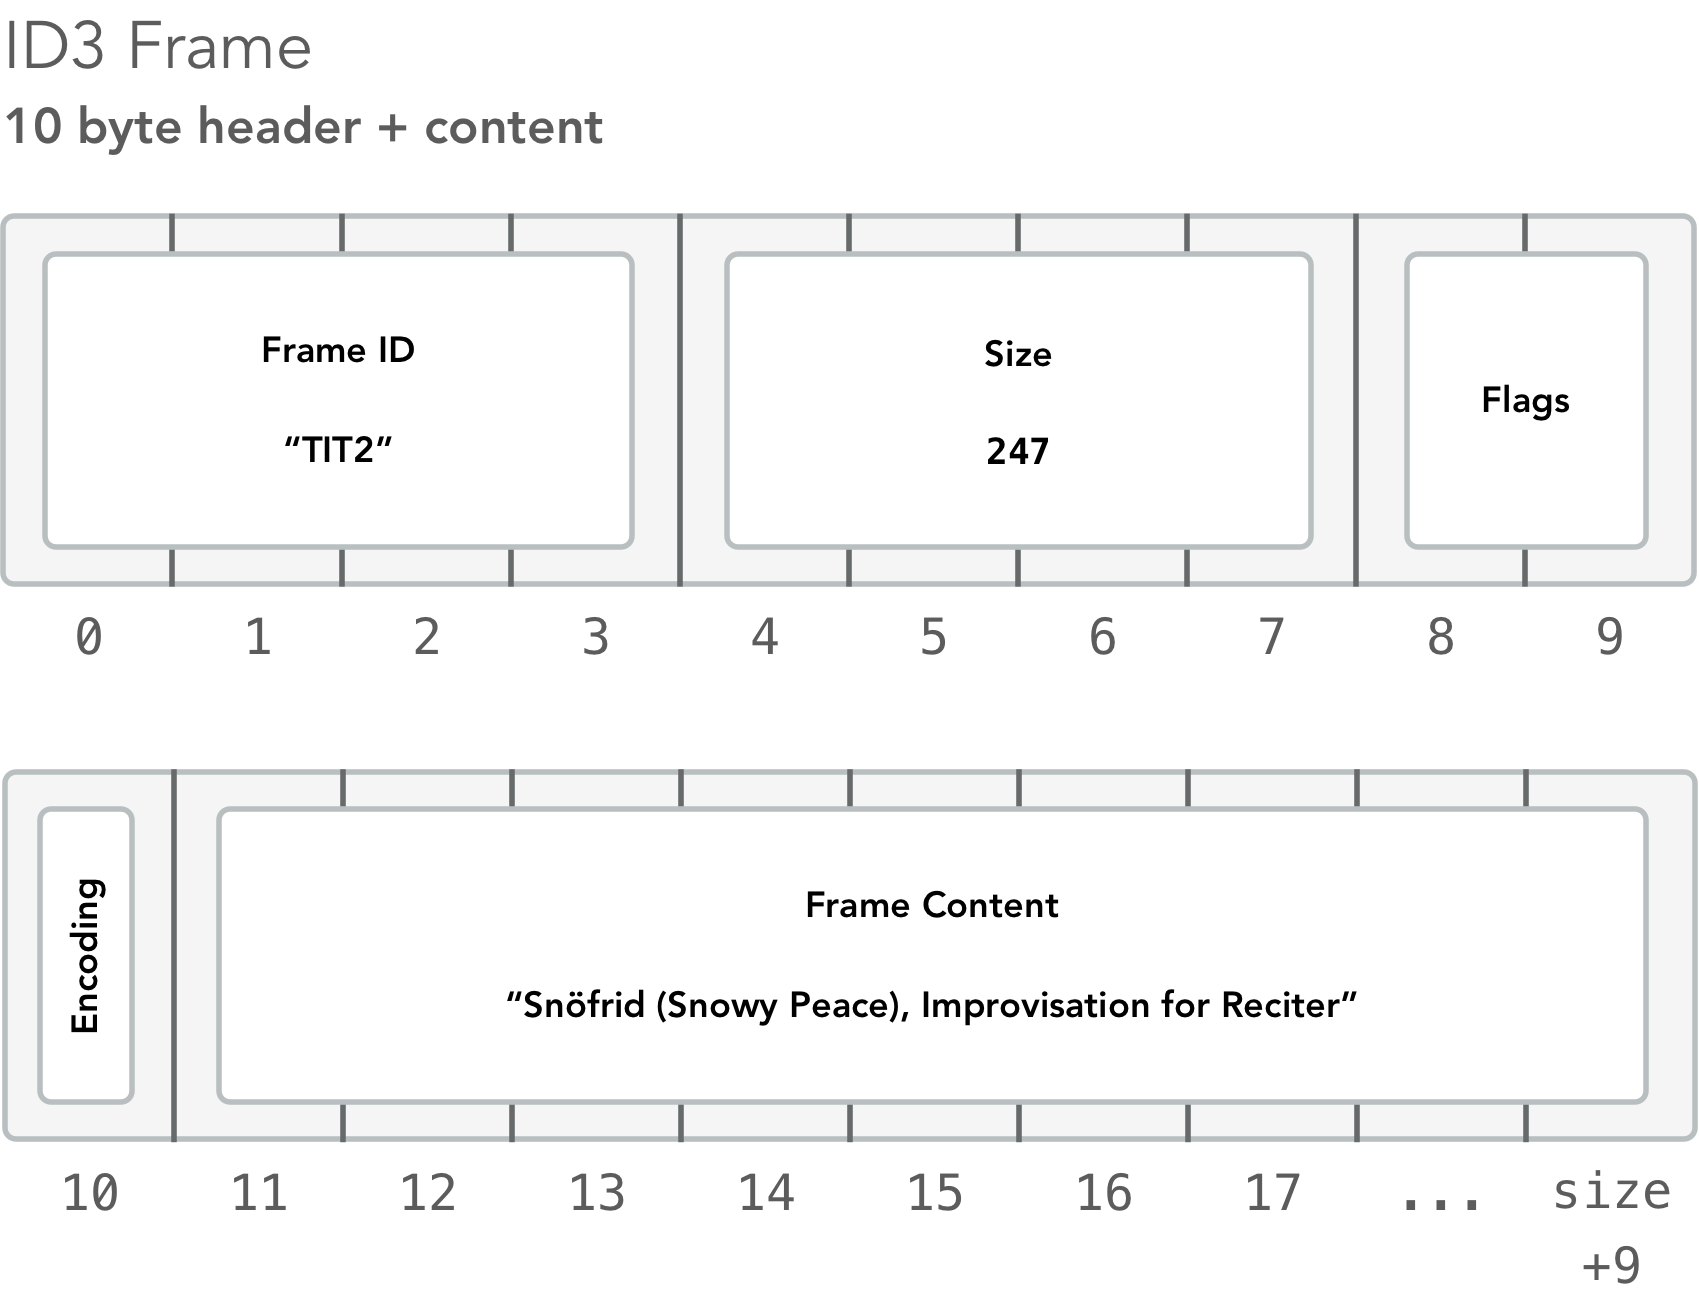 ID3 Frame
10 byte header + content
Frame ID
“TIT2”
Size
247
Flags
0 1 2 3 4 5 6 7 8 9
Encoding
Frame Content
“Snöfrid (Snowy Peace), Improvisation for Reciter”
10 11 12 13 14 15 16 17 ... size
+9